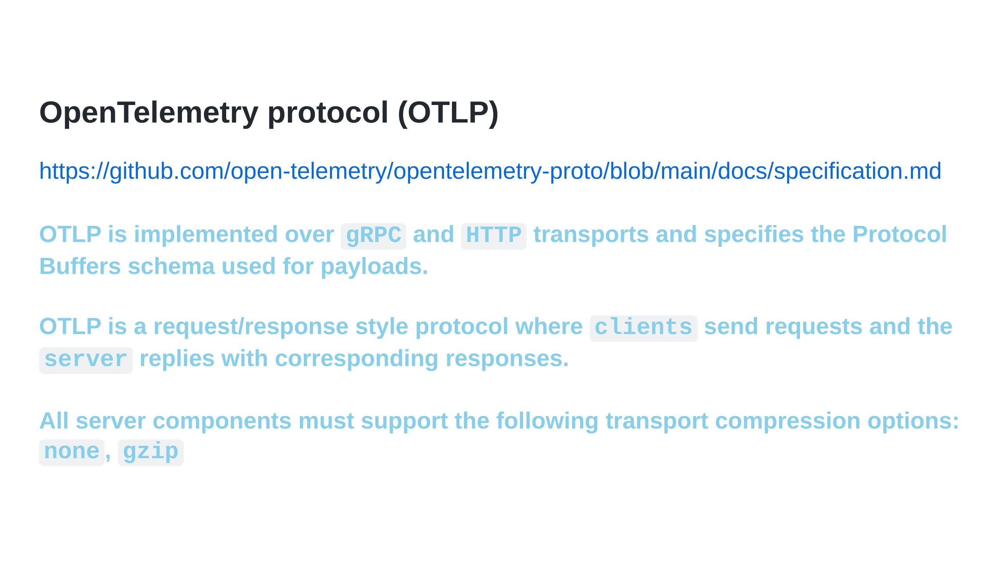 OpenTelemetry protocol (OTLP)
https://github.com/open-telemetry/opentelemetry-proto/blob/main/docs/specification.md
OTLP is implemented over gRPC and HTTP transports and specifies the Protocol
Buffers schema used for payloads.
OTLP is a request/response style protocol where clients send requests and the
server replies with corresponding responses.
All server components must support the following transport compression options:
none, gzip